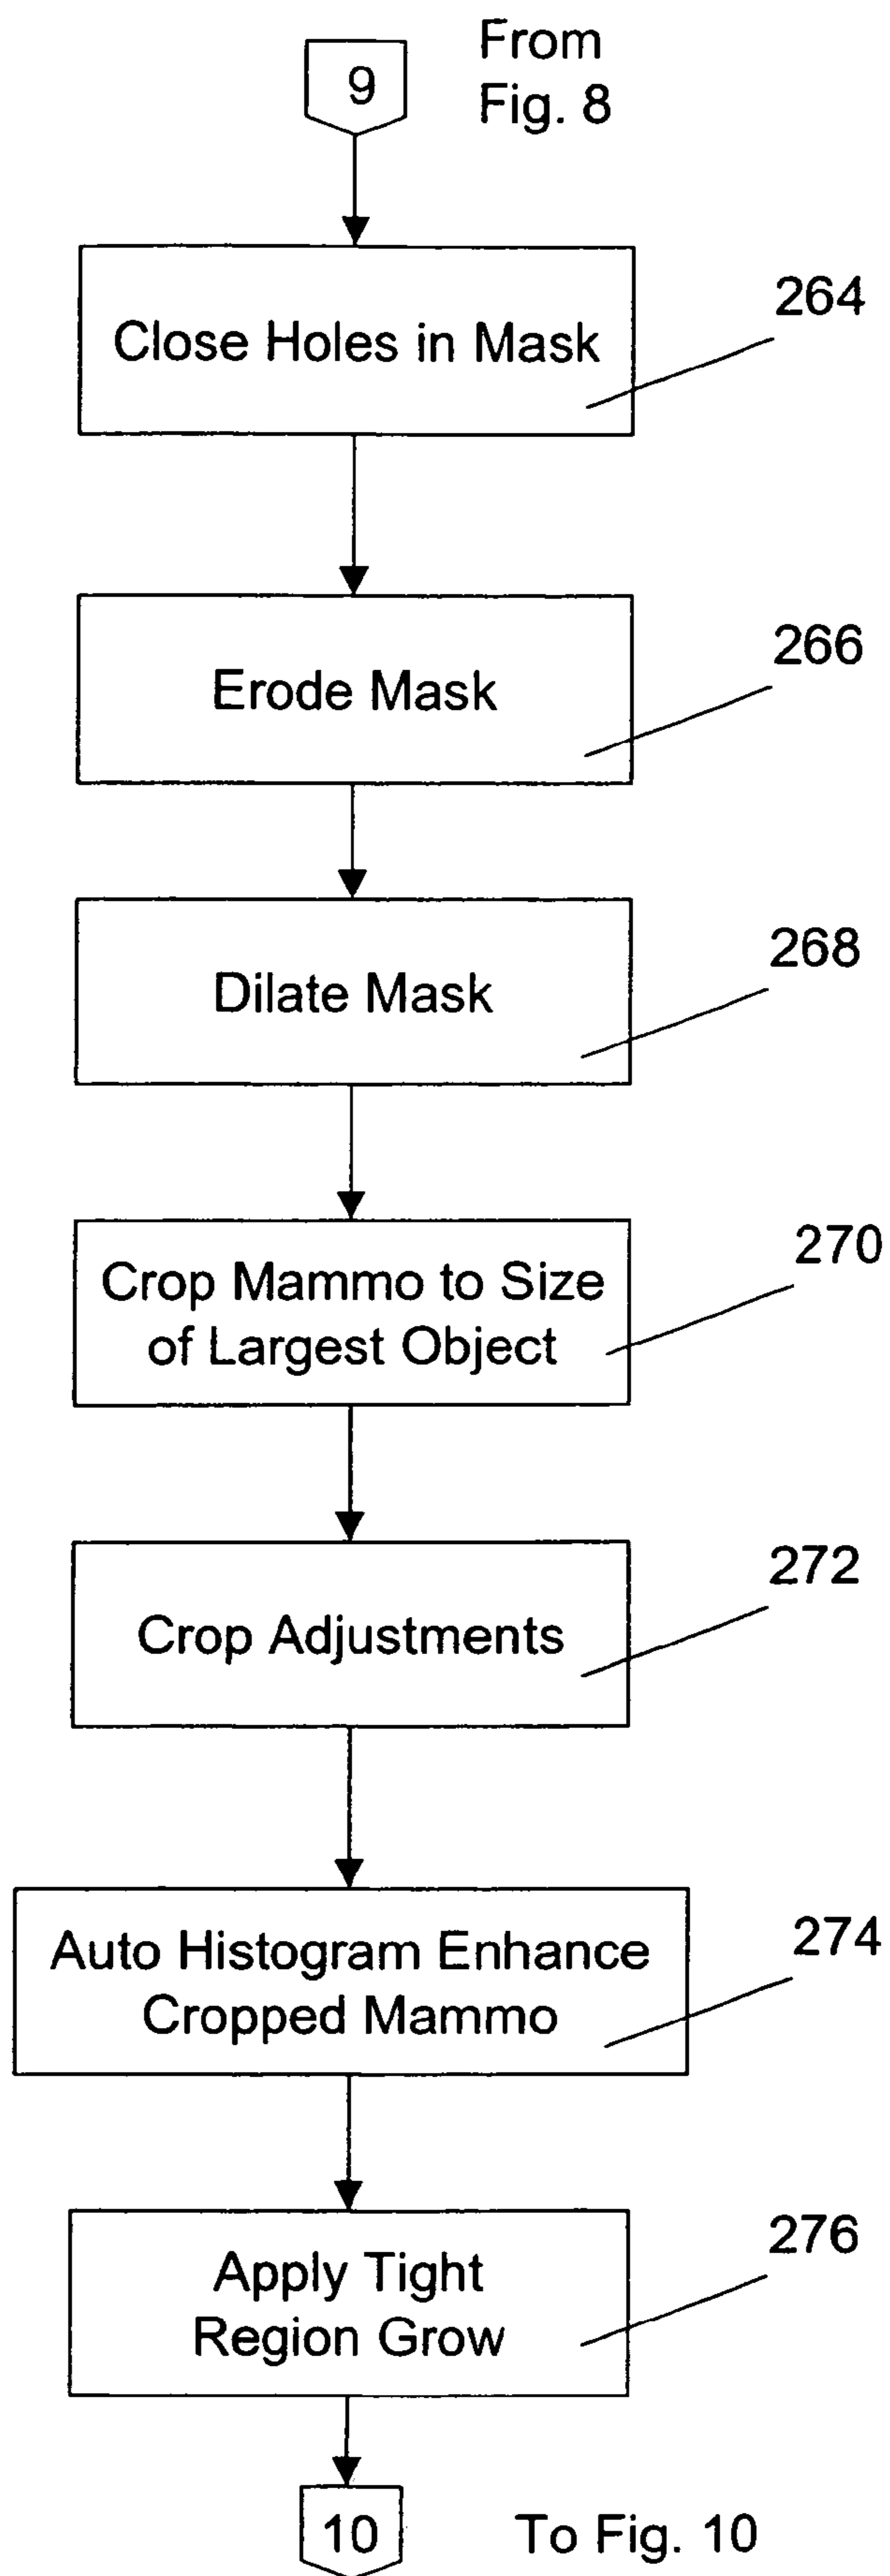 From
Fig. 8
9
264
Close Holes in Mask
266
Erode Mask
268
Dilate Mask
270
Crop Mammo to Size
of Largest Object
272
Crop Adjustments
274
Auto Histogram Enhance
Cropped Mammo
276
Apply Tight
Region Grow
10
To Fig. 10